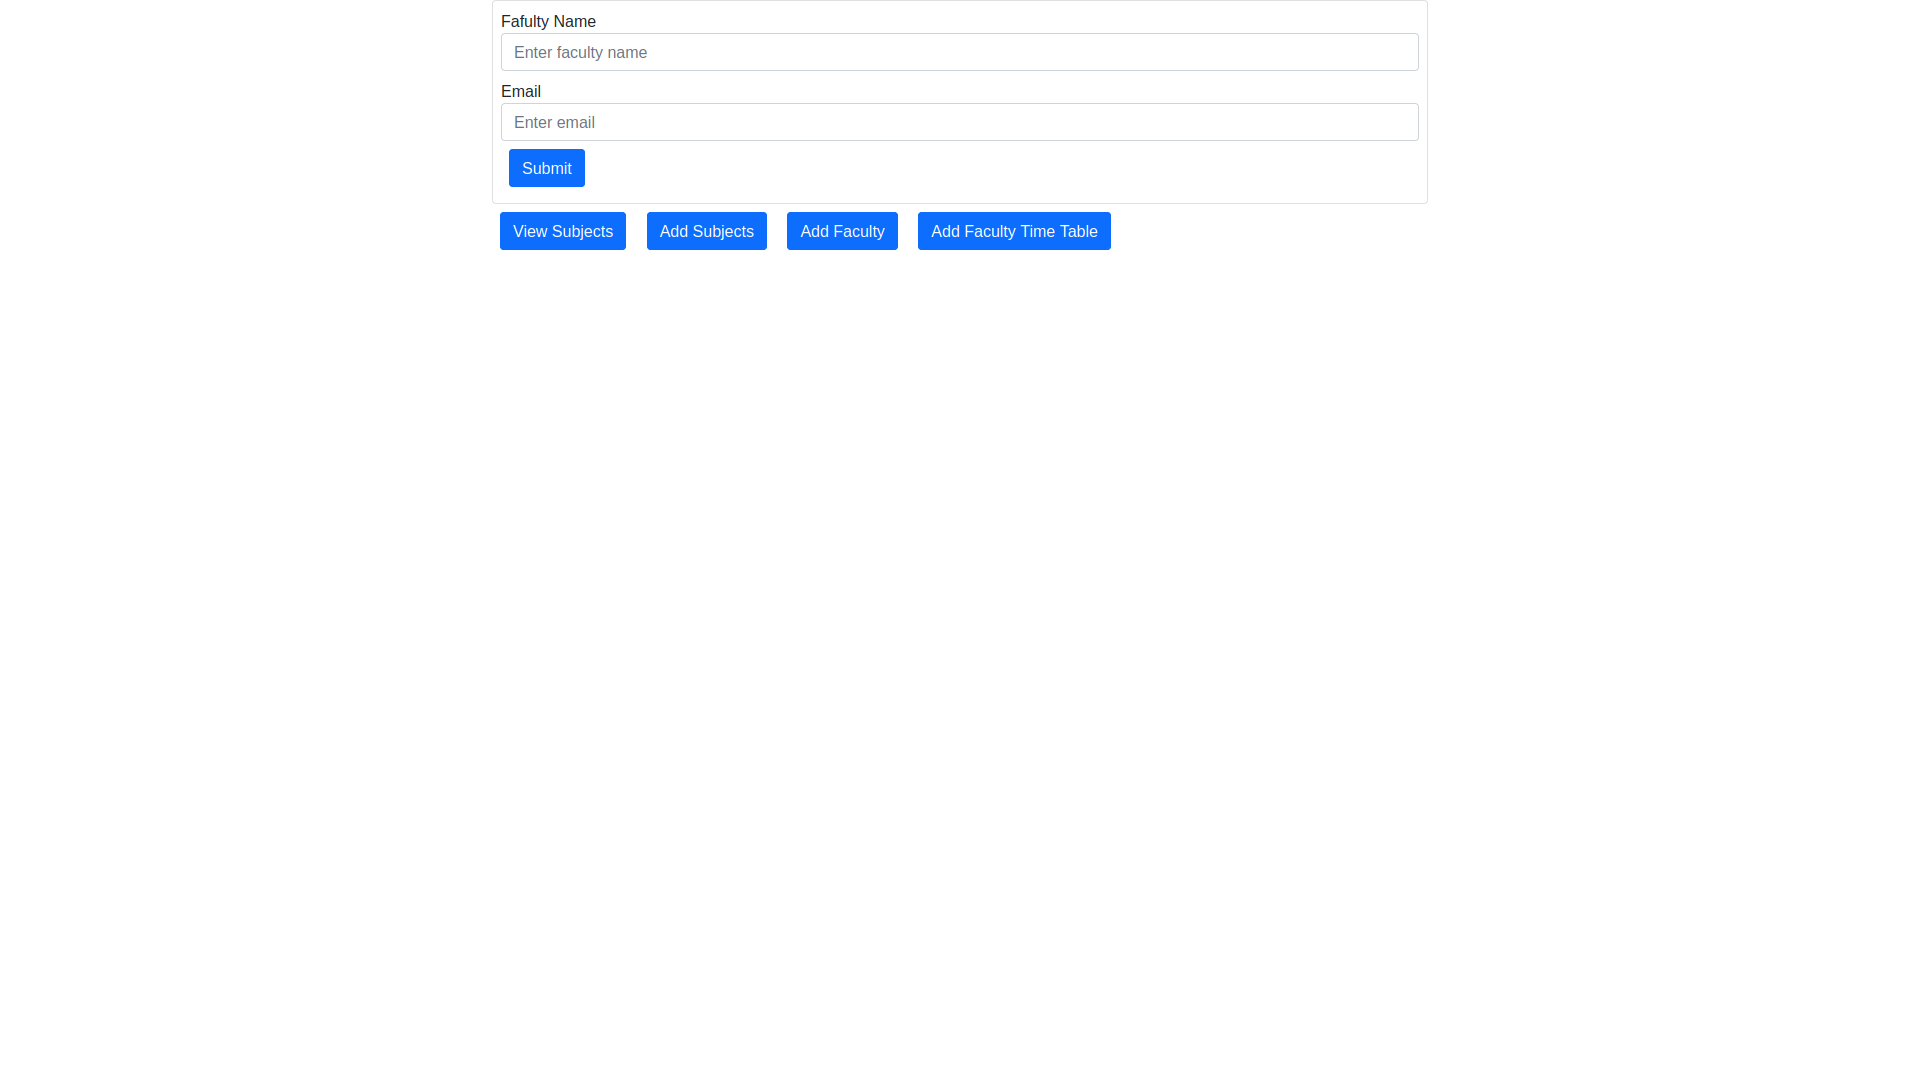 Fafulty Name
Enter faculty name
Email
Enter email
Submit
View Subjects Add Subjects Add Faculty Add Faculty Time Table